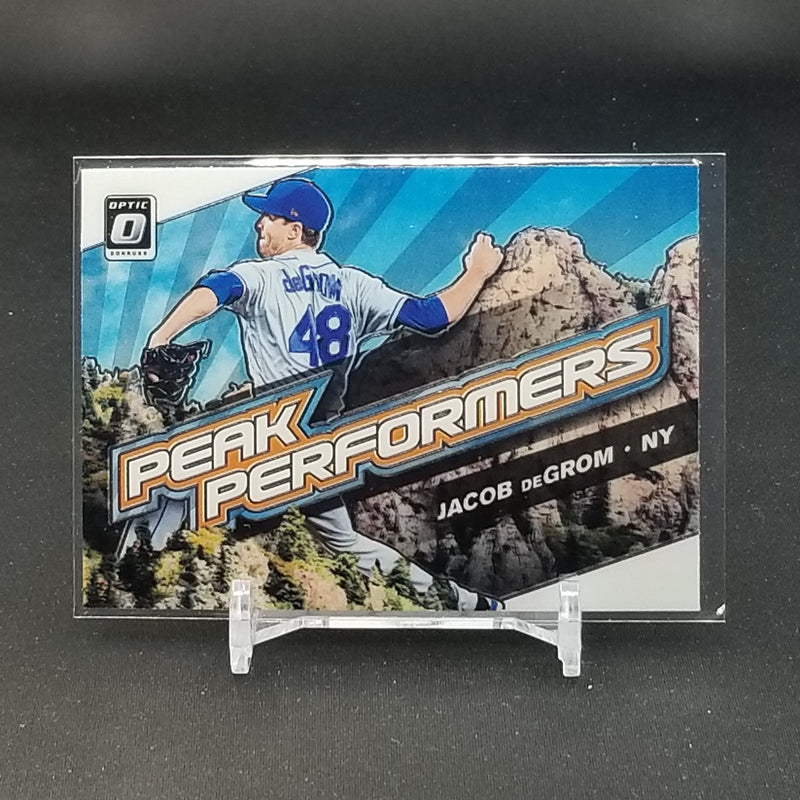 OPTIC
O
DONRUSS
deGROM
48
PEAK
PERFORMERS
JACOB deGROM • NY